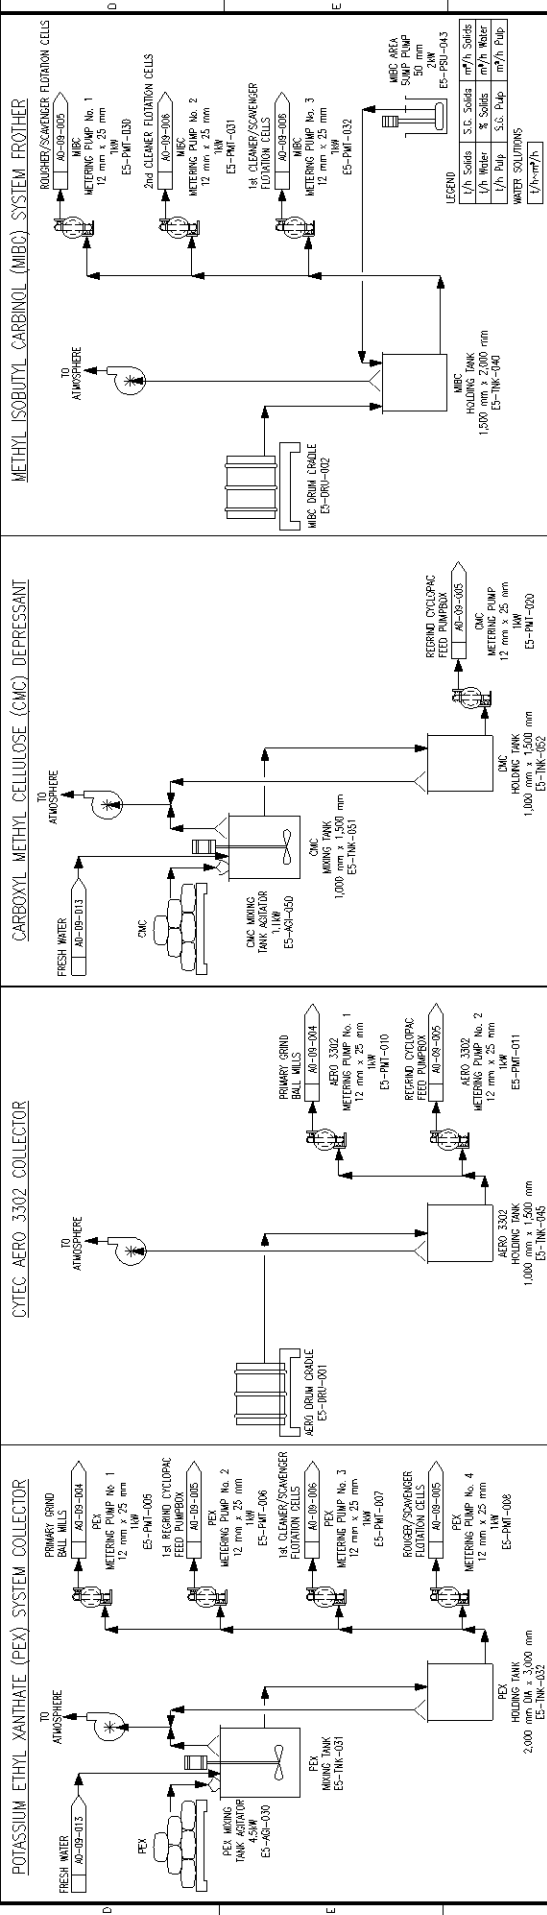 POTASSIUM ETHYL XANTHATE (PEX) SYSTEM COLLECTOR
FRESH WATER
A0-09-013
PEX
PEX MIXING
TANK AGITATOR
4.5kW
E5-AGI-030
TO
ATMOSPHERE
PEX
MIXING TANK
E5-TNK-031
PEX
HOLDING TANK
2,000 mm DIA x 3,000 mm
E5-TNK-032
PRIMARY GRIND
BALL MILLS
A0-09-004
PEX
METERING PUMP No. 1
12 mm x 25 mm
1kW
E5-PMT-005
1st REGRIND CYCLOPAC
FEED PUMPBOX
A0-09-005
PEX
METERING PUMP No. 2
12 mm x 25 mm
1kW
E5-PMT-006
1st CLEANER/SCAVENGER
FLOTATION CELLS
A0-09-006
PEX
METERING PUMP No. 3
12 mm x 25 mm
1kW
E5-PMT-007
ROUGER/SCAVENGER
FLOTATION CELLS
A0-09-005
PEX
METERING PUMP No. 4
12 mm x 25 mm
1kW
E5-PMT-008
CYTEC AERO 3302 COLLECTOR
TO
ATMOSPHERE
AERO DRUM CRADLE
E5-DRU-001
AERO 3302
HOLDING TANK
1,000 mm x 1,500 mm
E5-TNK-045
PRIMARY GRIND
BALL MILLS
A0-09-004
AERO 3302
METERING PUMP No. 1
12 mm x 25 mm
1kW
E5-PMT-010
REGRIND CYCLOPAC
FEED PUMPBOX
A0-09-005
AERO 3302
METERING PUMP No. 2
12 mm x 25 mm
1kW
E5-PMT-011
CARBOXYL METHYL CELLULOSE (CMC) DEPRESSANT
FRESH WATER
A0-09-013
CMC
CMC MIXING
TANK AGITATOR
1.1kW
E5-AGI-050
TO
ATMOSPHERE
CMC
MIXING TANK
1,000 mm x 1,500 mm
E5-TNK-051
CMC
HOLDING TANK
1,000 mm x 1,500 mm
E5-TNK-052
REGRIND CYCLOPAC
FEED PUMPBOX
A0-09-005
CMC
METERING PUMP
12 mm x 25 mm
1kW
E5-PMT-020
METHYL ISOBUTYL CARBINOL (MIBC) SYSTEM FROTHER
TO
ATMOSPHERE
MIBC DRUM CRADLE
E5-DRU-002
MIBC
HOLDING TANK
1,500 mm x 2,000 mm
E5-TNK-040
ROUGHER/SCAVENGER FLOTATION CELLS
A0-09-005
MIBC
METERING PUMP No. 1
12 mm x 25 mm
1kW
E5-PMT-030
2nd CLEANER FLOTATION CELLS
A0-09-006
MIBC
METERING PUMP No. 2
12 mm x 25 mm
1kW
E5-PMT-031
1st CLEANER/SCAVENGER
FLOTATION CELLS
A0-09-006
MIBC
METERING PUMP No. 3
12 mm x 25 mm
1kW
E5-PMT-032
MIBC AREA
SUMP PUMP
50 mm
2kW
E5-PSU-043
LEGEND
t/h Solids S.G. Solids m³/h Solids
t/h Water % Solids m³/h Water
t/h Pulp S.G. Pulp m³/h Pulp
WATER SOLUTIONS
t/h~m³/h
D
E
D
E